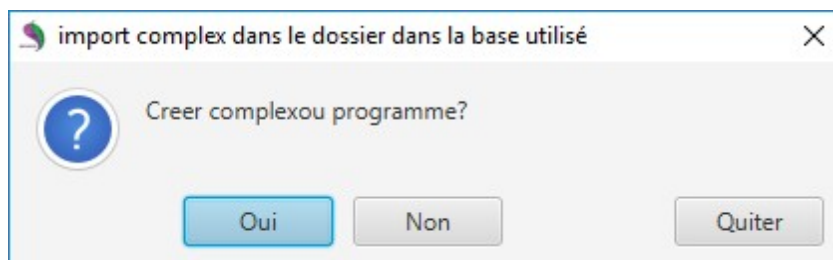 import complex dans le dossier dans la base utilisé
Creer complexou programme?
Oui Non Quiter